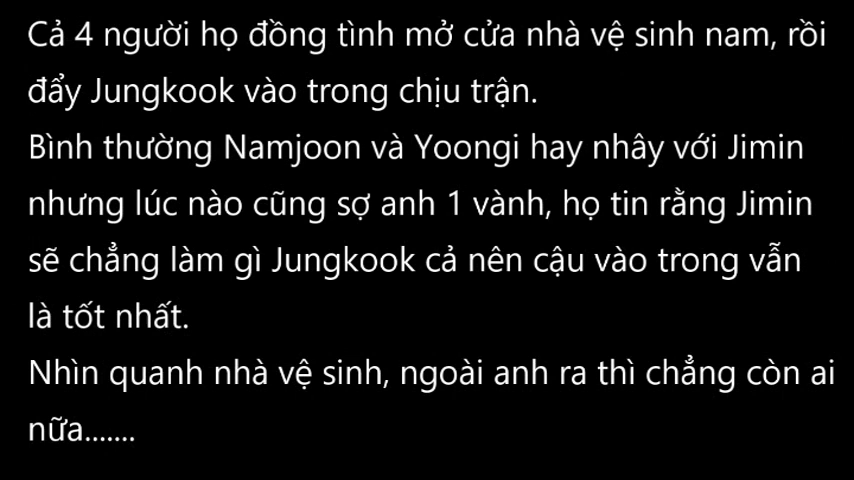 Cả 4 người họ đồng tình mở cửa nhà vệ sinh nam, rồi
đẩy Jungkook vào trong chịu trận.
Bình thường Namjoon và Yoongi hay nhây với Jimin
nhưng lúc nào cũng sợ anh 1 vành, họ tin rằng Jimin
sẽ chẳng làm gì Jungkook cả nên cậu vào trong vẫn
là tốt nhất.
Nhìn quanh nhà vệ sinh, ngoài anh ra thì chẳng còn ai
nữa.......